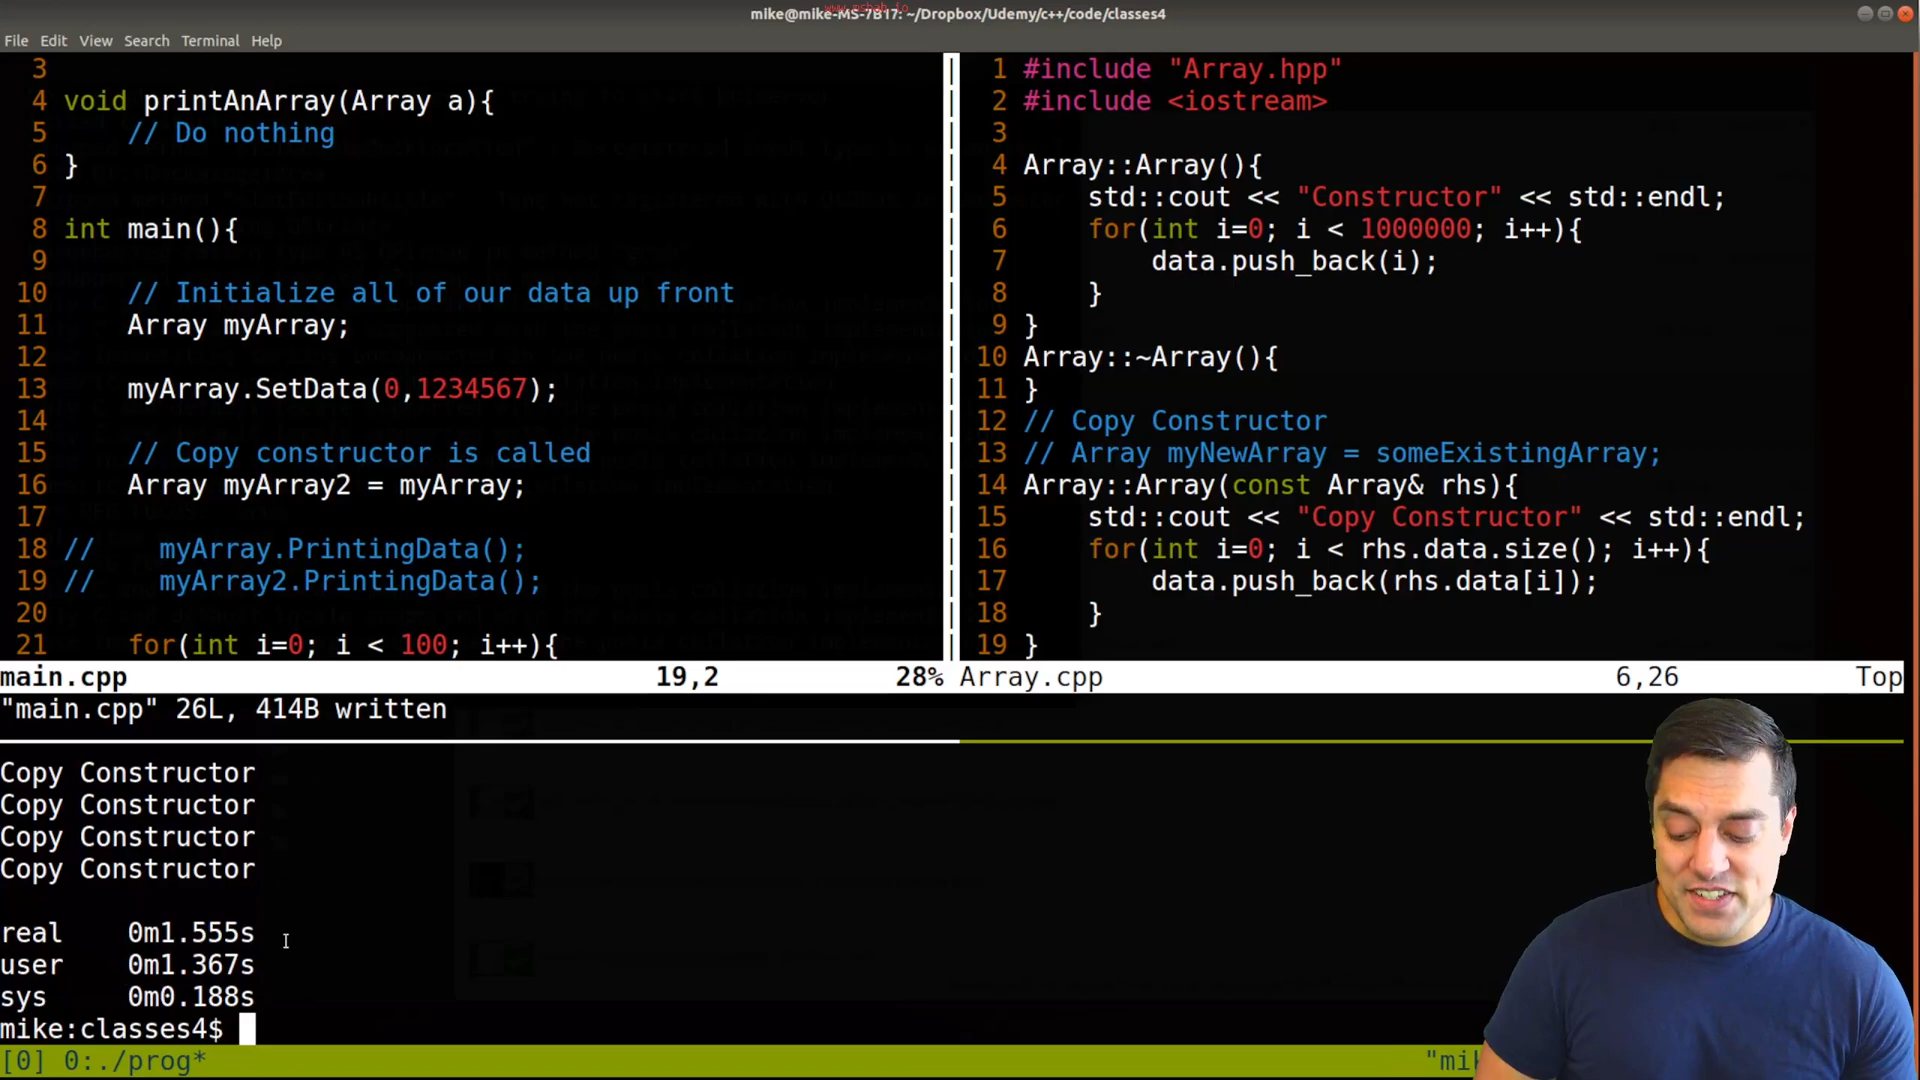 www.mshah.io
mike@mike-MS-7B17: ~/Dropbox/Udemy/c++/code/classes4
File Edit View Search Terminal Help
3
4 void printAnArray(Array a){
5 // Do nothing
6 }
7
8 int main(){
9
10 // Initialize all of our data up front
11 Array myArray;
12
13 myArray.SetData(0,1234567);
14
15 // Copy constructor is called
16 Array myArray2 = myArray;
17
18 // myArray.PrintingData();
19 // myArray2.PrintingData();
20
21 for(int i=0; i < 100; i++){
main.cpp 19,2 28%
"main.cpp" 26L, 414B written
1 #include "Array.hpp"
2 #include <iostream>
3
4 Array::Array(){
5 std::cout << "Constructor" << std::endl;
6 for(int i=0; i < 1000000; i++){
7 data.push_back(i);
8 }
9 }
10 Array::~Array(){
11 }
12 // Copy Constructor
13 // Array myNewArray = someExistingArray;
14 Array::Array(const Array& rhs){
15 std::cout << "Copy Constructor" << std::endl;
16 for(int i=0; i < rhs.data.size(); i++){
17 data.push_back(rhs.data[i]);
18 }
19 }
Array.cpp 6,26 Top
Copy Constructor
Copy Constructor
Copy Constructor
Copy Constructor
real 0m1.555s
user 0m1.367s
sys 0m0.188s
mike:classes4$
[0] 0:./prog* "mi